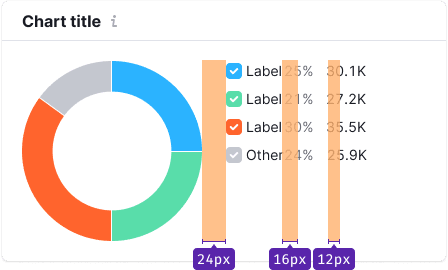 Chart title i
Label 25% 30.1K
Label 21% 27.2K
Label 30% 35.5K
Other 24% 25.9K
24px 16px 12px